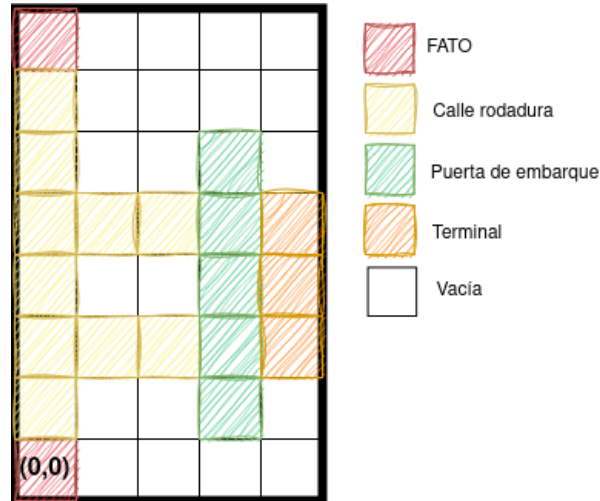 FATO
Calle rodadura
Puerta de embarque
Terminal
Vacía
(0,0)